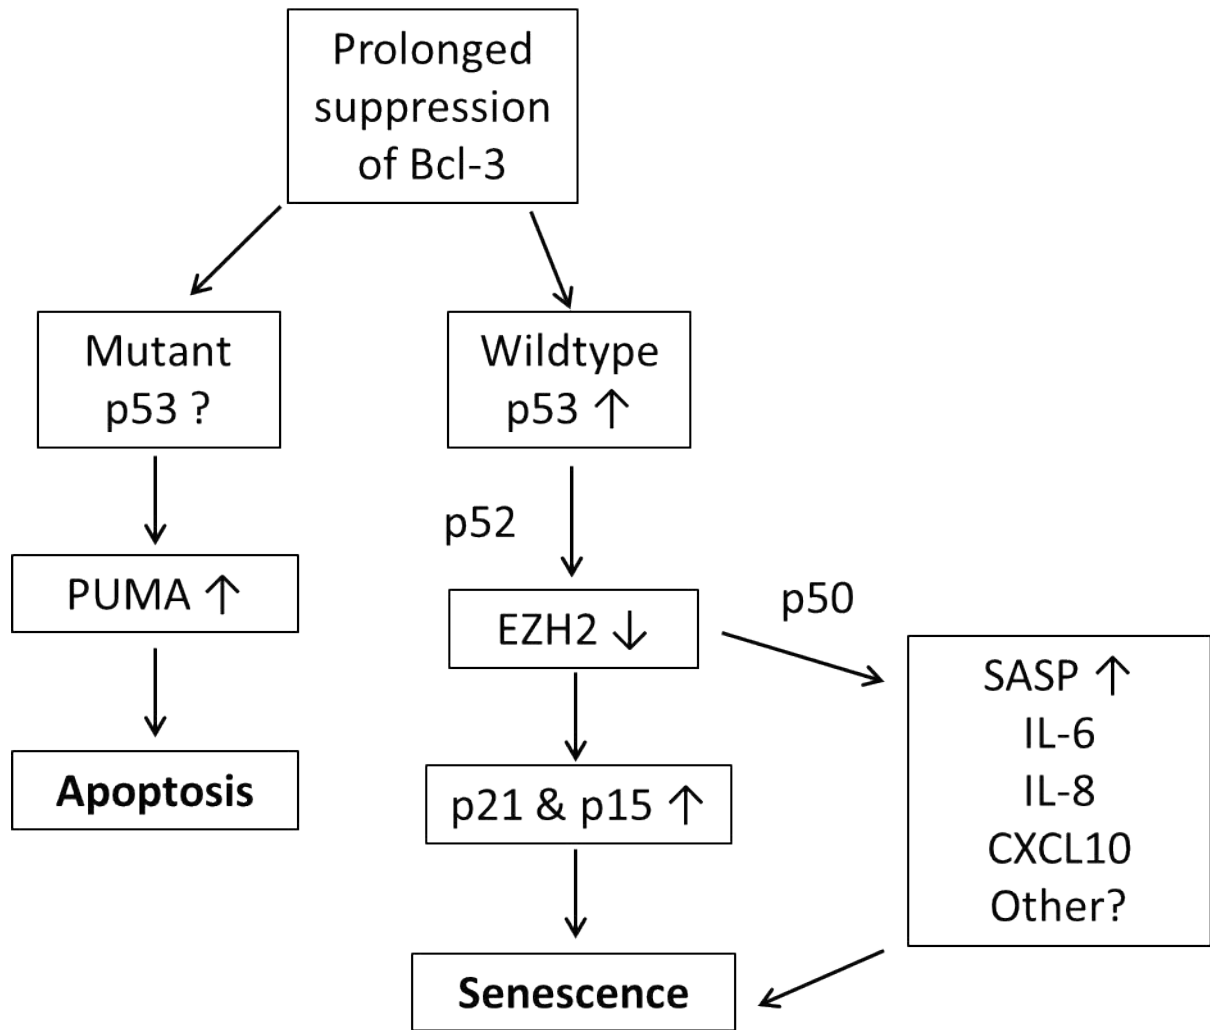 Prolonged
suppression
of Bcl-3
Mutant
p53 ?
Wildtype
p53 ↑
p52
PUMA ↑
EZH2 ↓
p50
SASP ↑
IL-6
IL-8
CXCL10
Other?
Apoptosis
p21 & p15 ↑
Senescence